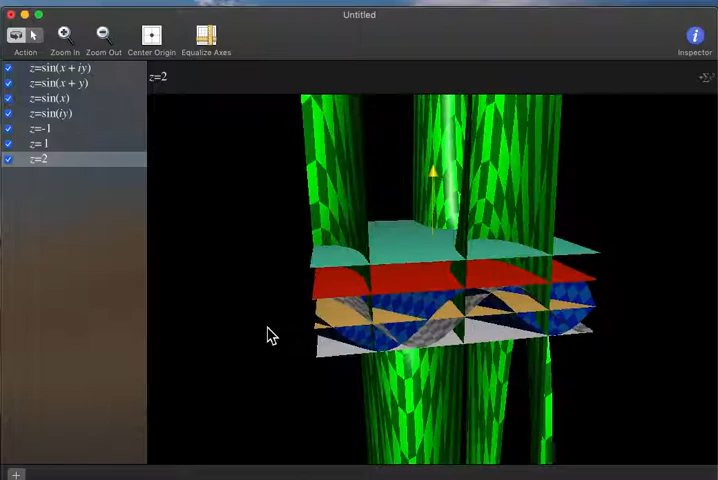 Untitled
Action Zoom In Zoom Out Center Origin Equalize Axes Inspector
z=sin(x + iy)
z=sin(x + y)
z=sin(x)
z=sin(iy)
z=-1
z=1
z=2
z=2